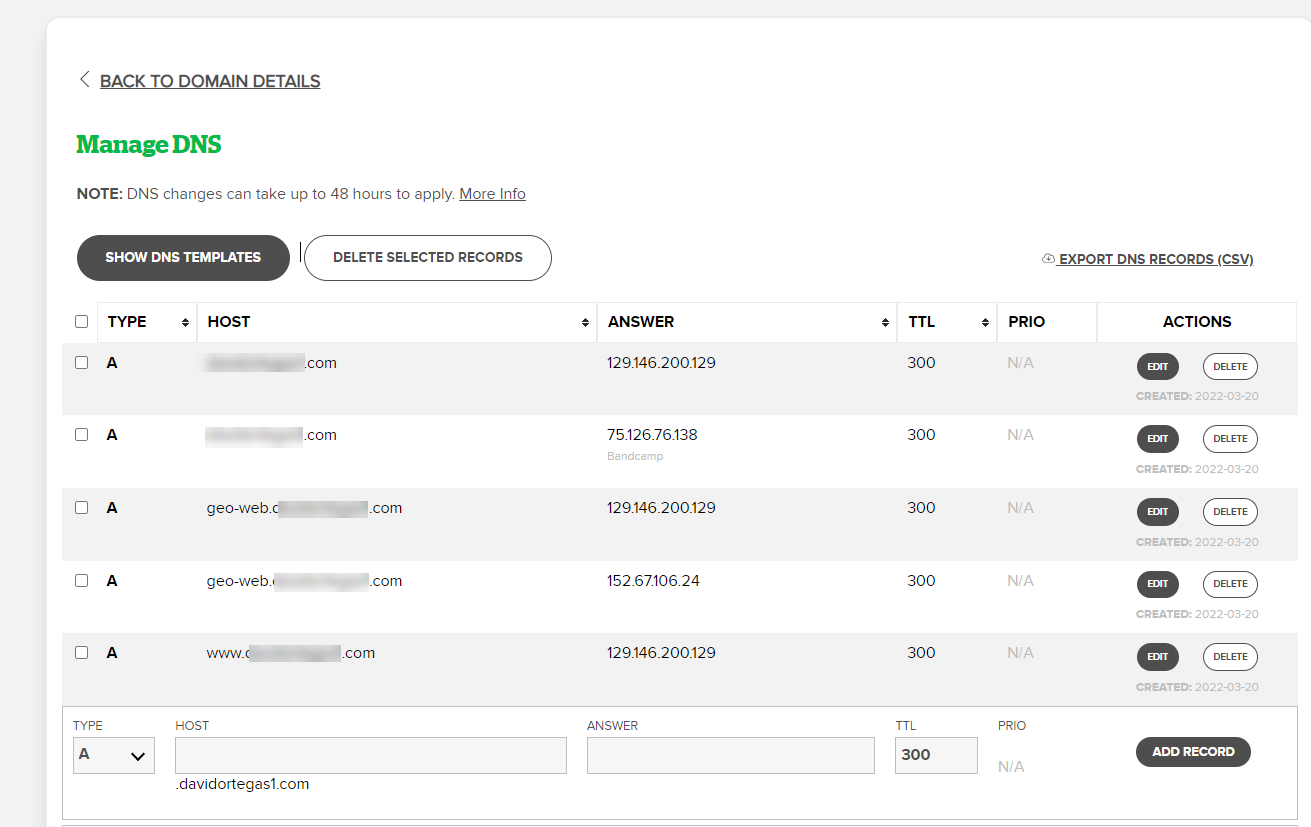 BACK TO DOMAIN DETAILS
Manage DNS
NOTE: DNS changes can take up to 48 hours to apply. More Info
SHOW DNS TEMPLATES DELETE SELECTED RECORDS EXPORT DNS RECORDS (CSV)
TYPE HOST ANSWER TTL PRIO ACTIONS
A .com 129.146.200.129 300 N/A EDIT DELETE
CREATED: 2022-03-20
A .com 75.126.76.138 300 N/A EDIT DELETE
Bandcamp CREATED: 2022-03-20
A geo-web. .com 129.146.200.129 300 N/A EDIT DELETE
CREATED: 2022-03-20
A geo-web. .com 152.67.106.24 300 N/A EDIT DELETE
CREATED: 2022-03-20
A www. .com 129.146.200.129 300 N/A EDIT DELETE
CREATED: 2022-03-20
TYPE HOST ANSWER TTL PRIO
A 300 N/A ADD RECORD
.davidortegas1.com